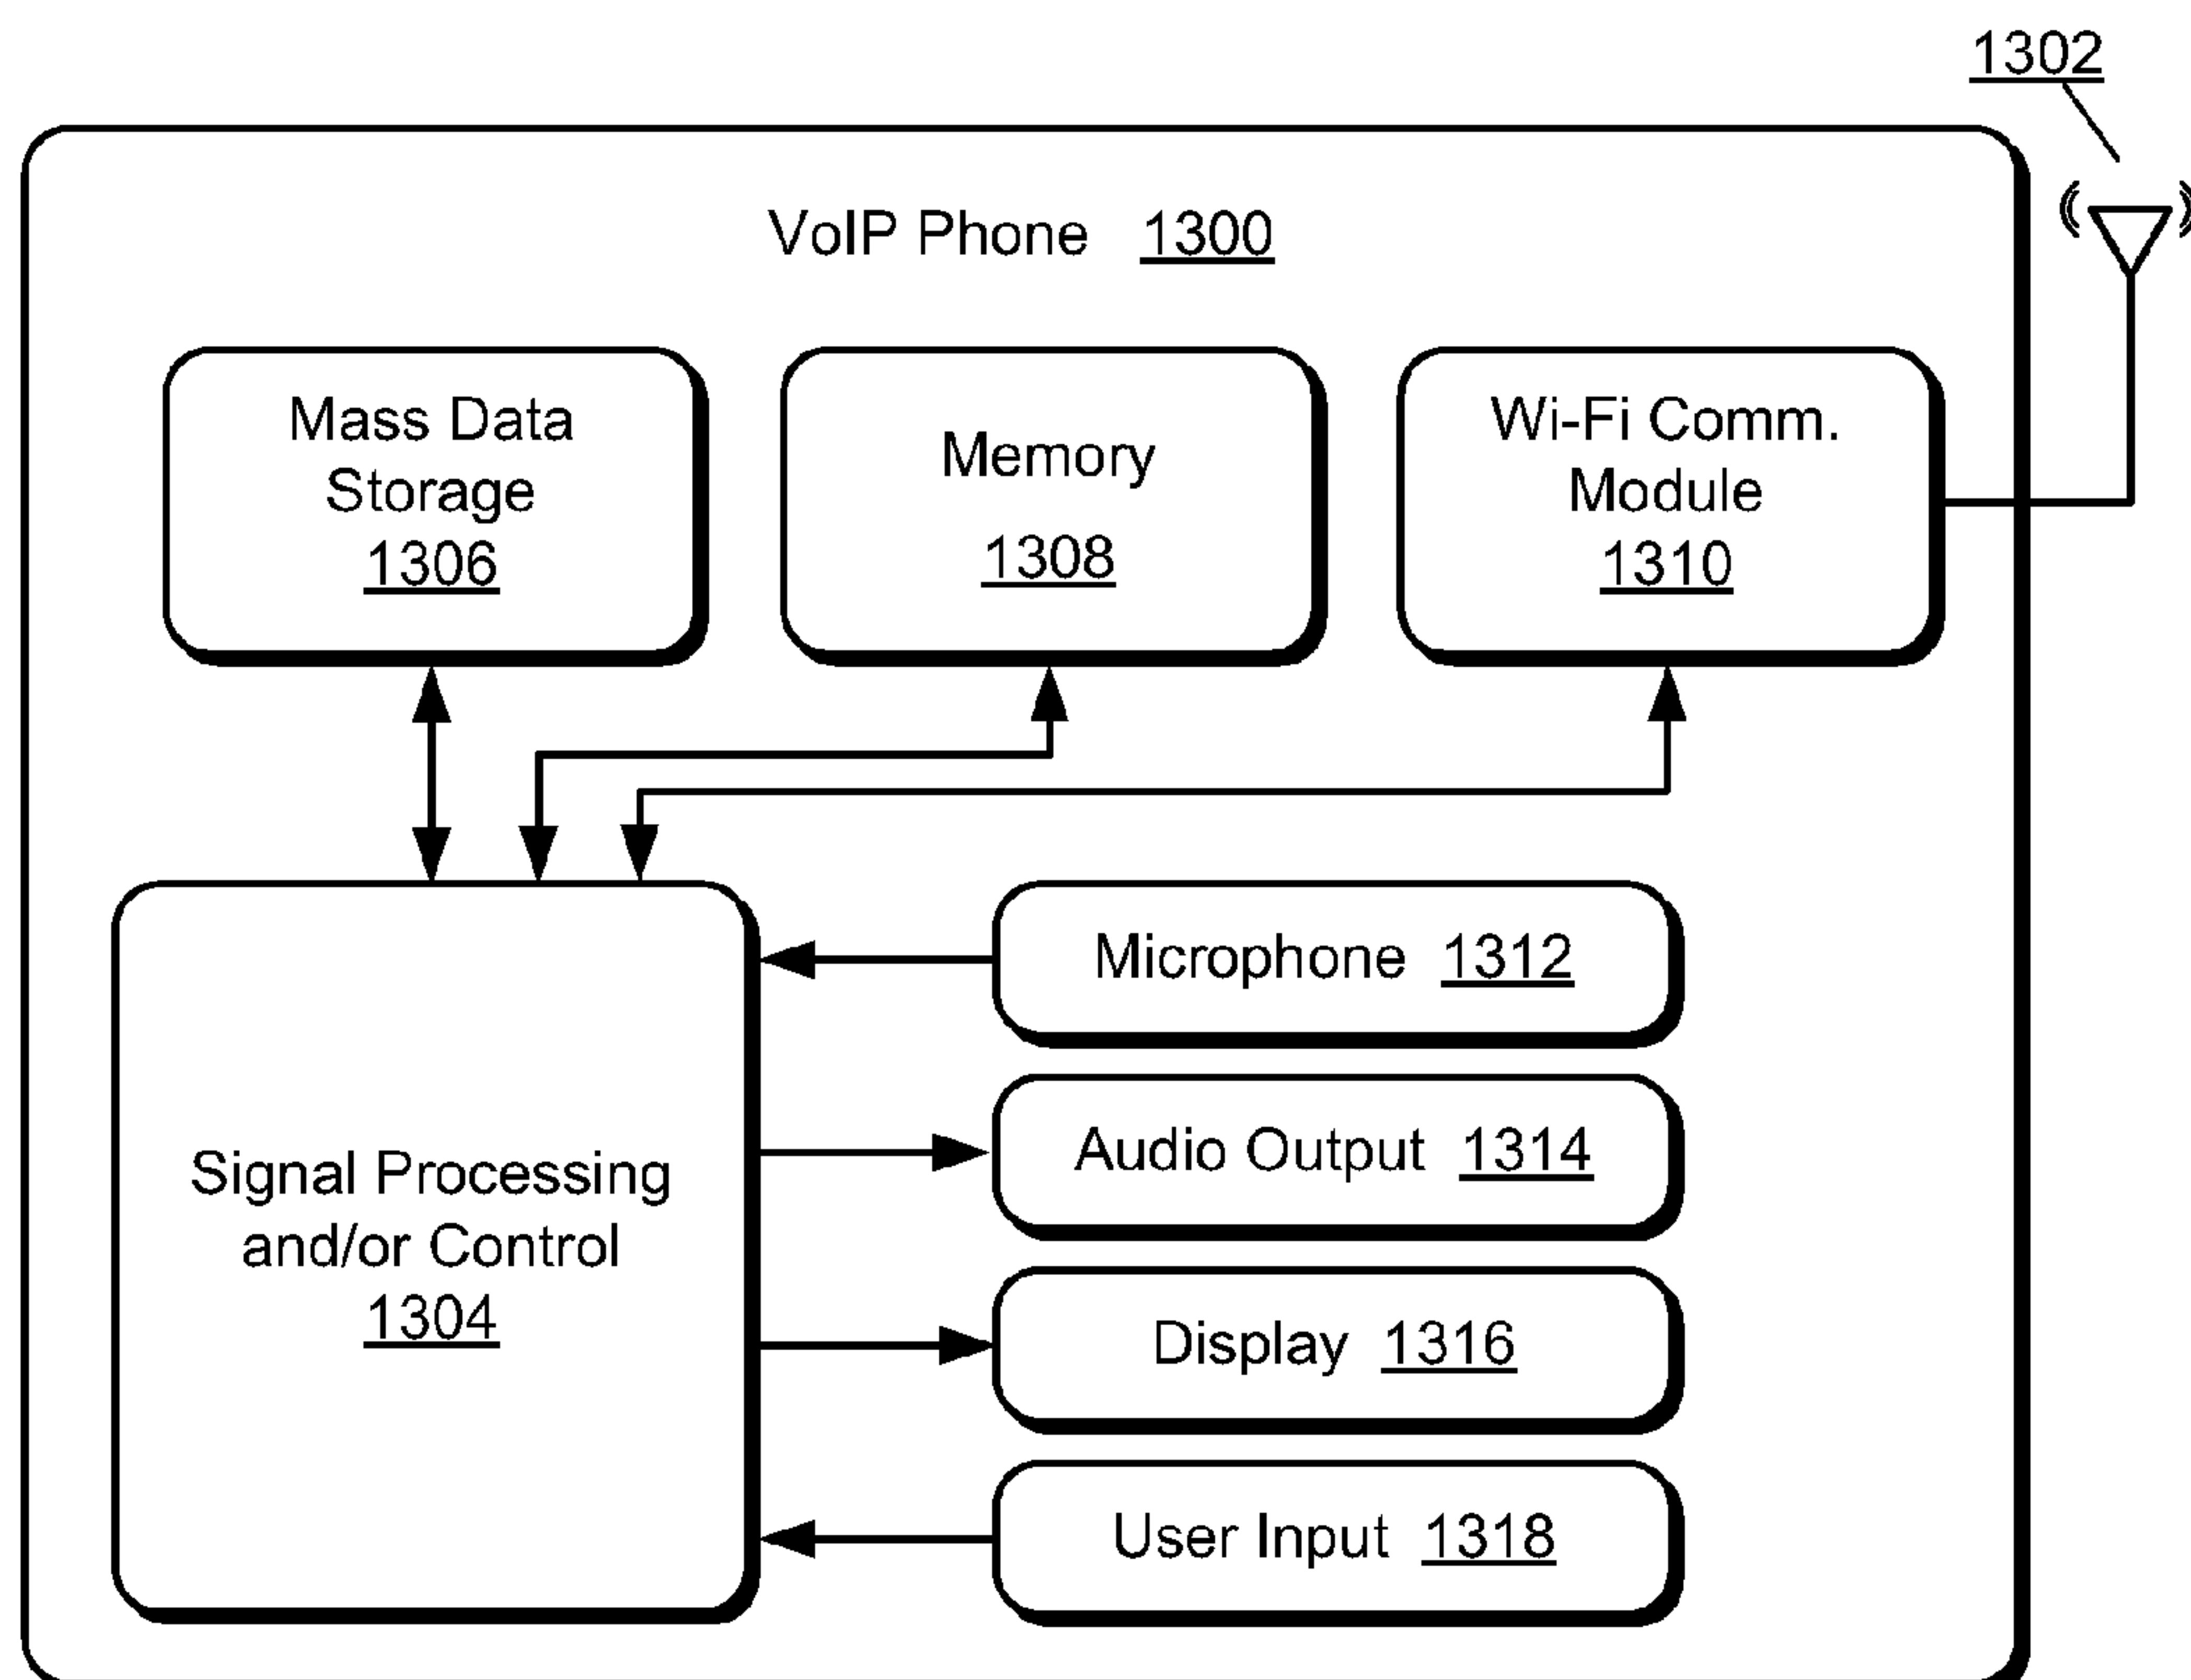 1302
VoIP Phone 1300
Mass Data
Storage
1306
Memory
1308
Wi-Fi Comm.
Module
1310
Signal Processing
and/or Control
1304
Microphone 1312
Audio Output 1314
Display 1316
User Input 1318